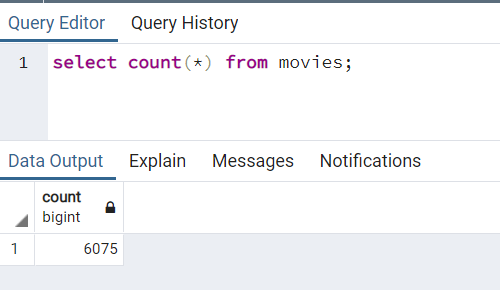 Query Editor Query History
1 select count(*) from movies;
Data Output Explain Messages Notifications
count
bigint
1 6075